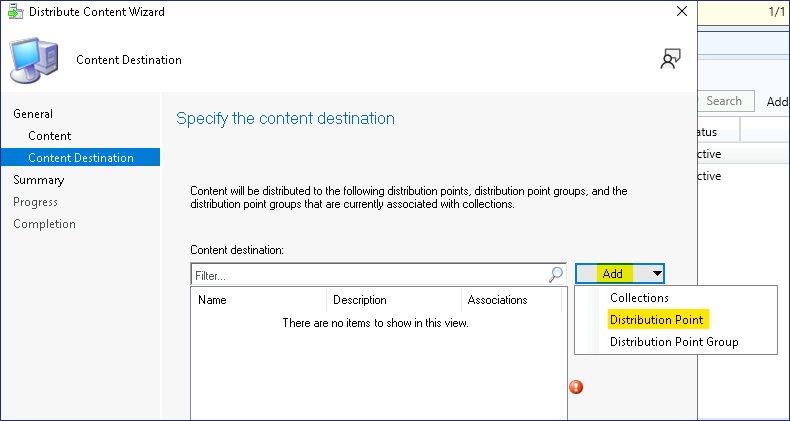 Distribute Content Wizard
1/1
Content Destination
Search
Add
General
Content
Content Destination
Summary
Progress
Completion
Specify the content destination
Content will be distributed to the following distribution points, distribution point groups, and the
distribution point groups that are currently associated with collections.
Content destination:
Filter...
Add
Name Description Associations
There are no items to show in this view.
Collections
Distribution Point
Distribution Point Group
atus
ctive
ctive